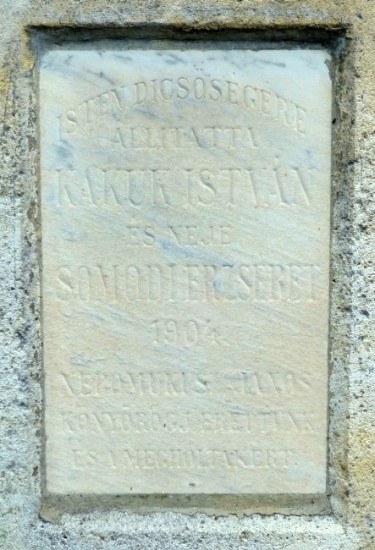 ISTEN DICSŐSÉGÉRE
ÁLLITATTA
KAKUK ISTVÁN
ÉS NEJE
SOMODI ERZSEBET
1904.
NEPOMUKI SZ. JÁNOS
KÖNYÖRÖGJ ÉRETTÜNK
ÉS A MEGHOLTAKÉRT.